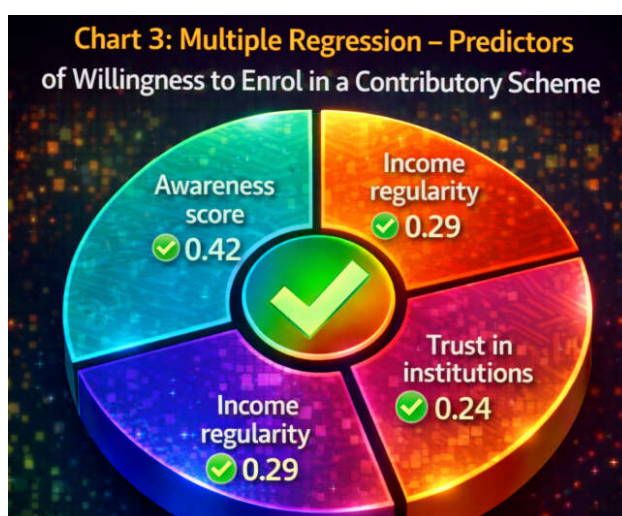 Chart 3: Multiple Regression – Predictors
of Willingness to Enrol in a Contributory Scheme
Awareness
score
0.42
Income
regularity
0.29
Trust in
institutions
0.24
Income
regularity
0.29